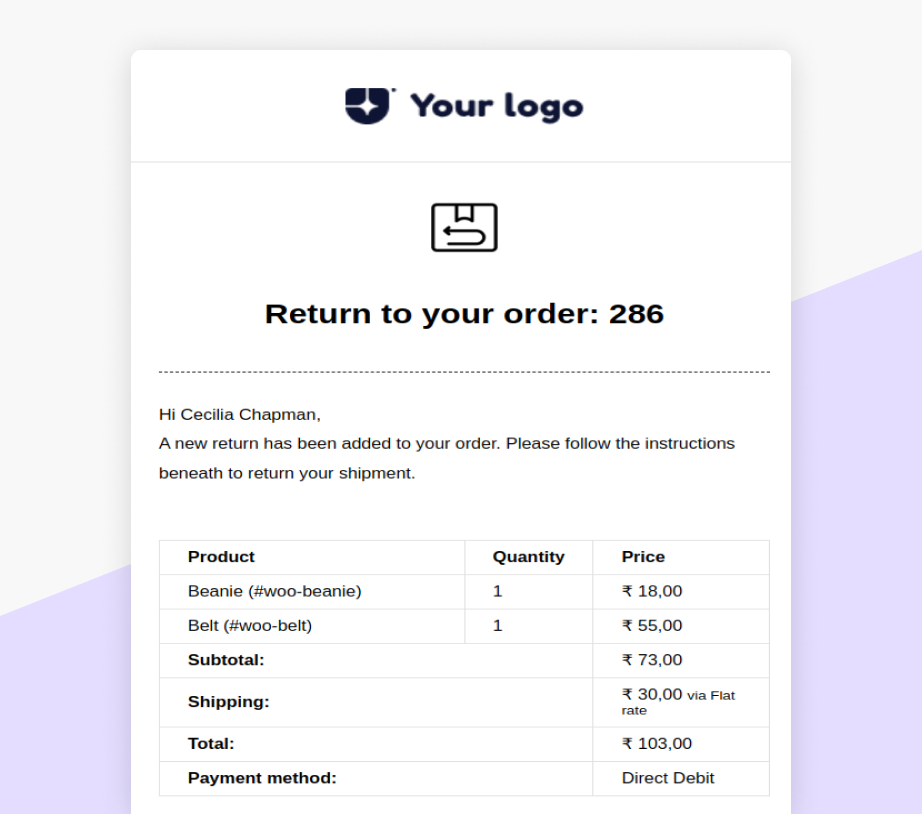 Your logo
Return to your order: 286
Hi Cecilia Chapman,
A new return has been added to your order. Please follow the instructions
beneath to return your shipment.
Product Quantity Price
Beanie (#woo-beanie) 1 ₹ 18,00
Belt (#woo-belt) 1 ₹ 55,00
Subtotal: ₹ 73,00
Shipping: ₹ 30,00 via Flat
rate
Total: ₹ 103,00
Payment method: Direct Debit